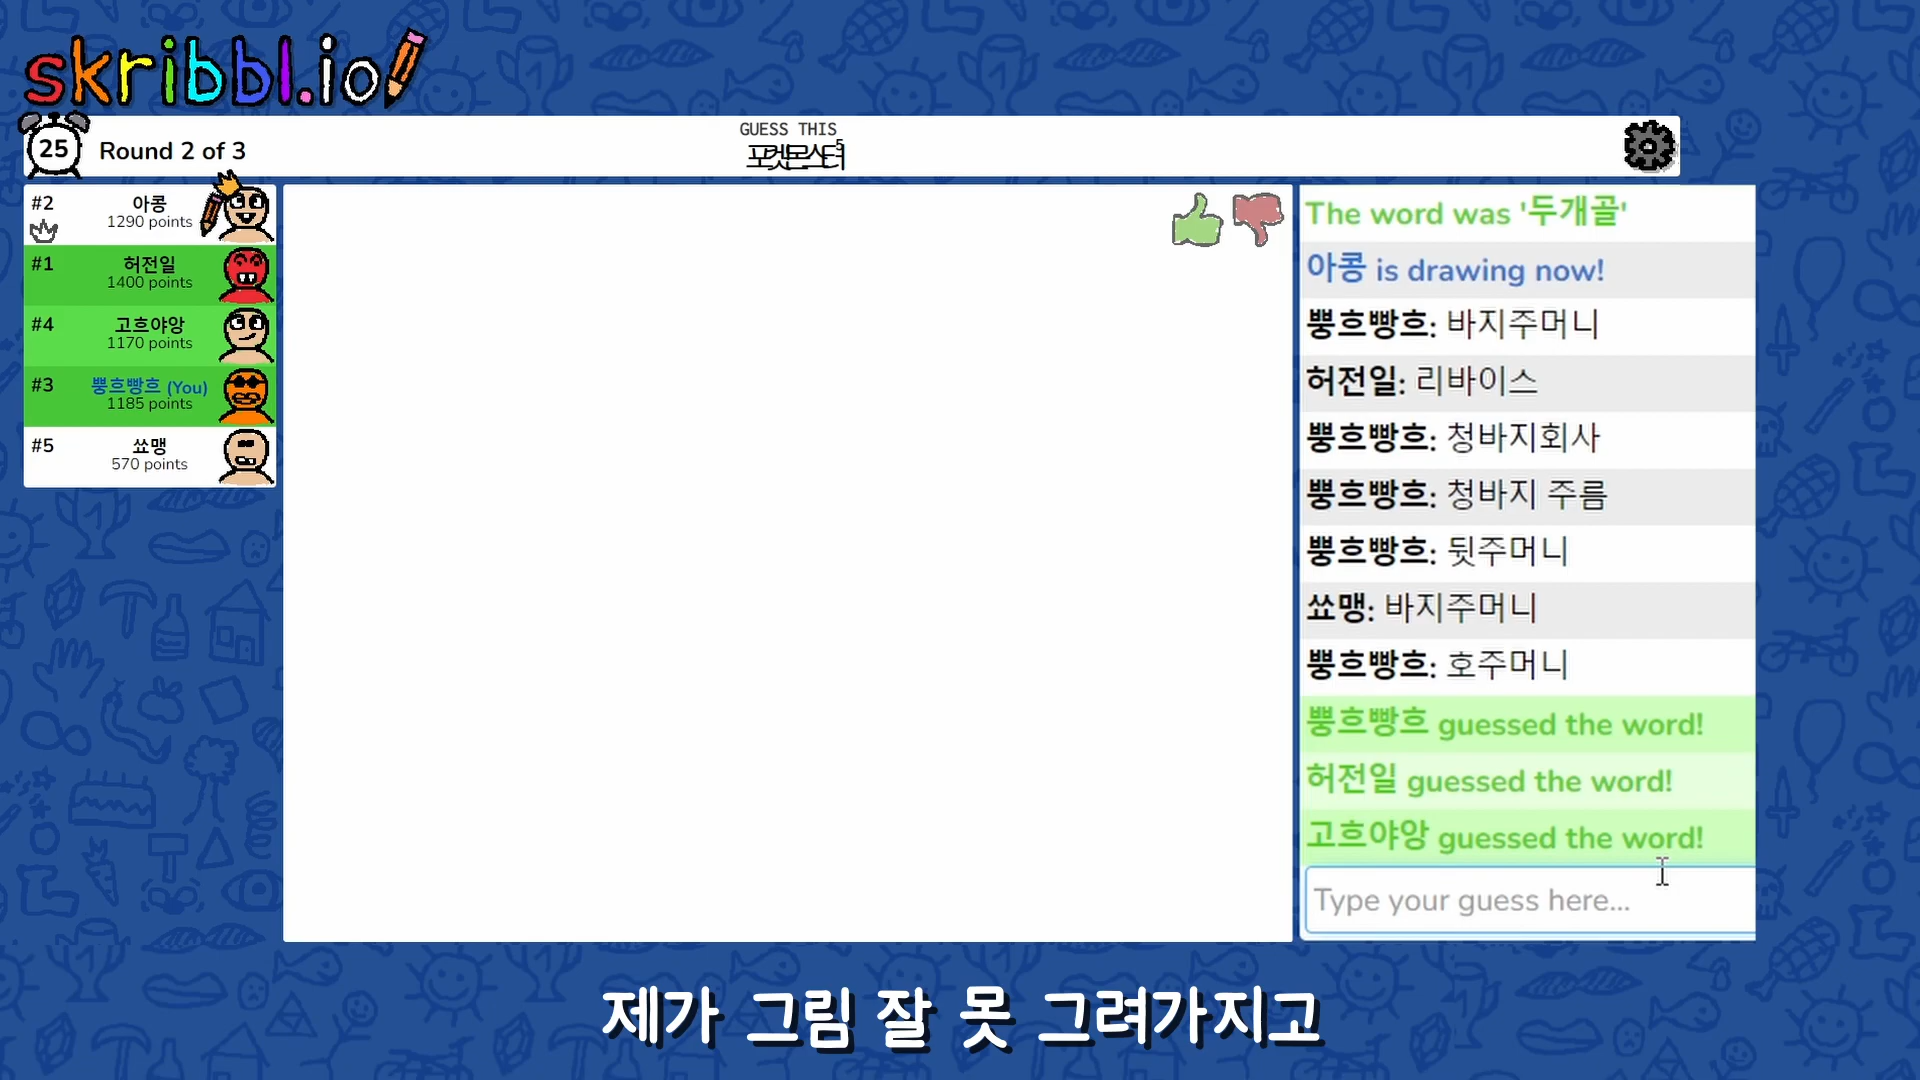 skribbl.io
25
Round 2 of 3
GUESS THIS
포켓몬스터
5
#2
아콩
1290 points
#1
허전일
1400 points
#4
고흐야앙
1170 points
#3
뿡흐빵흐 (You)
1185 points
#5
쑈맹
570 points
The word was '두개골'
아콩 is drawing now!
뿡흐빵흐: 바지주머니
허전일: 리바이스
뿡흐빵흐: 청바지회사
뿡흐빵흐: 청바지 주름
뿡흐빵흐: 뒷주머니
쑈맹: 바지주머니
뿡흐빵흐: 호주머니
뿡흐빵흐 guessed the word!
허전일 guessed the word!
고흐야앙 guessed the word!
Type your guess here...
제가 그림 잘 못 그려가지고